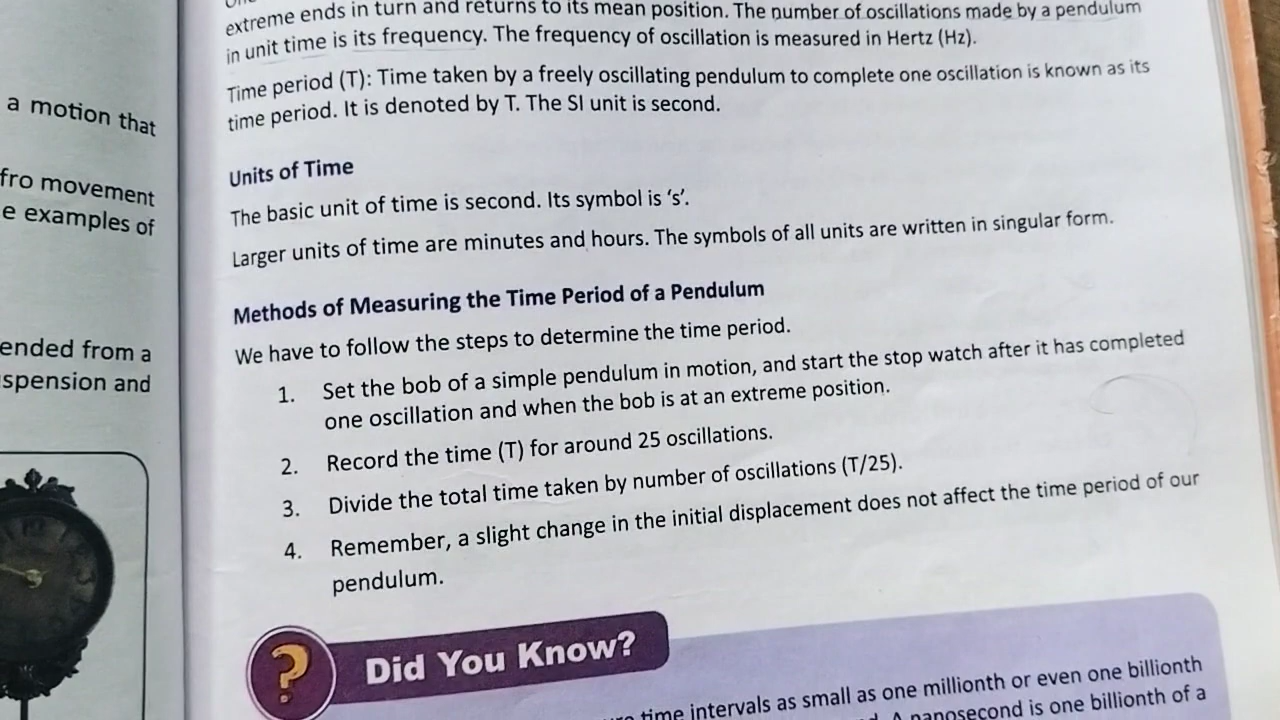 a motion that
fro movement
e examples of
ended from a
spension and
extreme ends in turn and returns to its mean position. The number of oscillations made by a pendulum
in unit time is its frequency. The frequency of oscillation is measured in Hertz (Hz).
Time period (T): Time taken by a freely oscillating pendulum to complete one oscillation is known as its
time period. It is denoted by T. The SI unit is second.
Units of Time
The basic unit of time is second. Its symbol is ‘s’.
Larger units of time are minutes and hours. The symbols of all units are written in singular form.
Methods of Measuring the Time Period of a Pendulum
We have to follow the steps to determine the time period.
1. Set the bob of a simple pendulum in motion, and start the stop watch after it has completed
one oscillation and when the bob is at an extreme position.
2. Record the time (T) for around 25 oscillations.
3. Divide the total time taken by number of oscillations (T/25).
4. Remember, a slight change in the initial displacement does not affect the time period of our
pendulum.
? Did You Know?
time intervals as small as one millionth or even one billionth
A nanosecond is one billionth of a